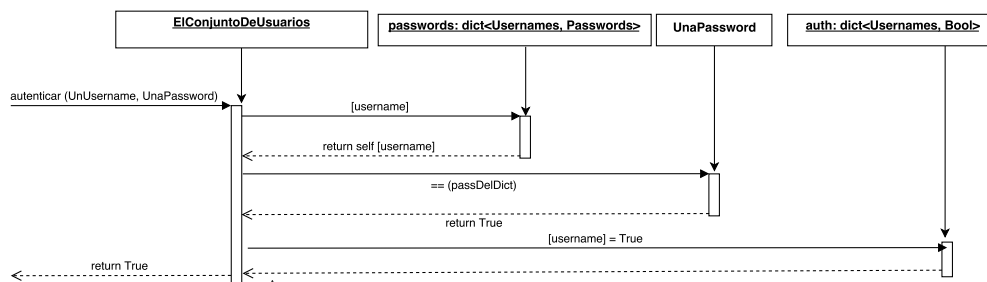 ElConjuntoDeUsuarios
passwords: dict<Usernames, Passwords>
UnaPassword
auth: dict<Usernames, Bool>
autenticar (UnUsername, UnaPassword)
[username]
return self [username]
== (passDelDict)
return True
[username] = True
return True